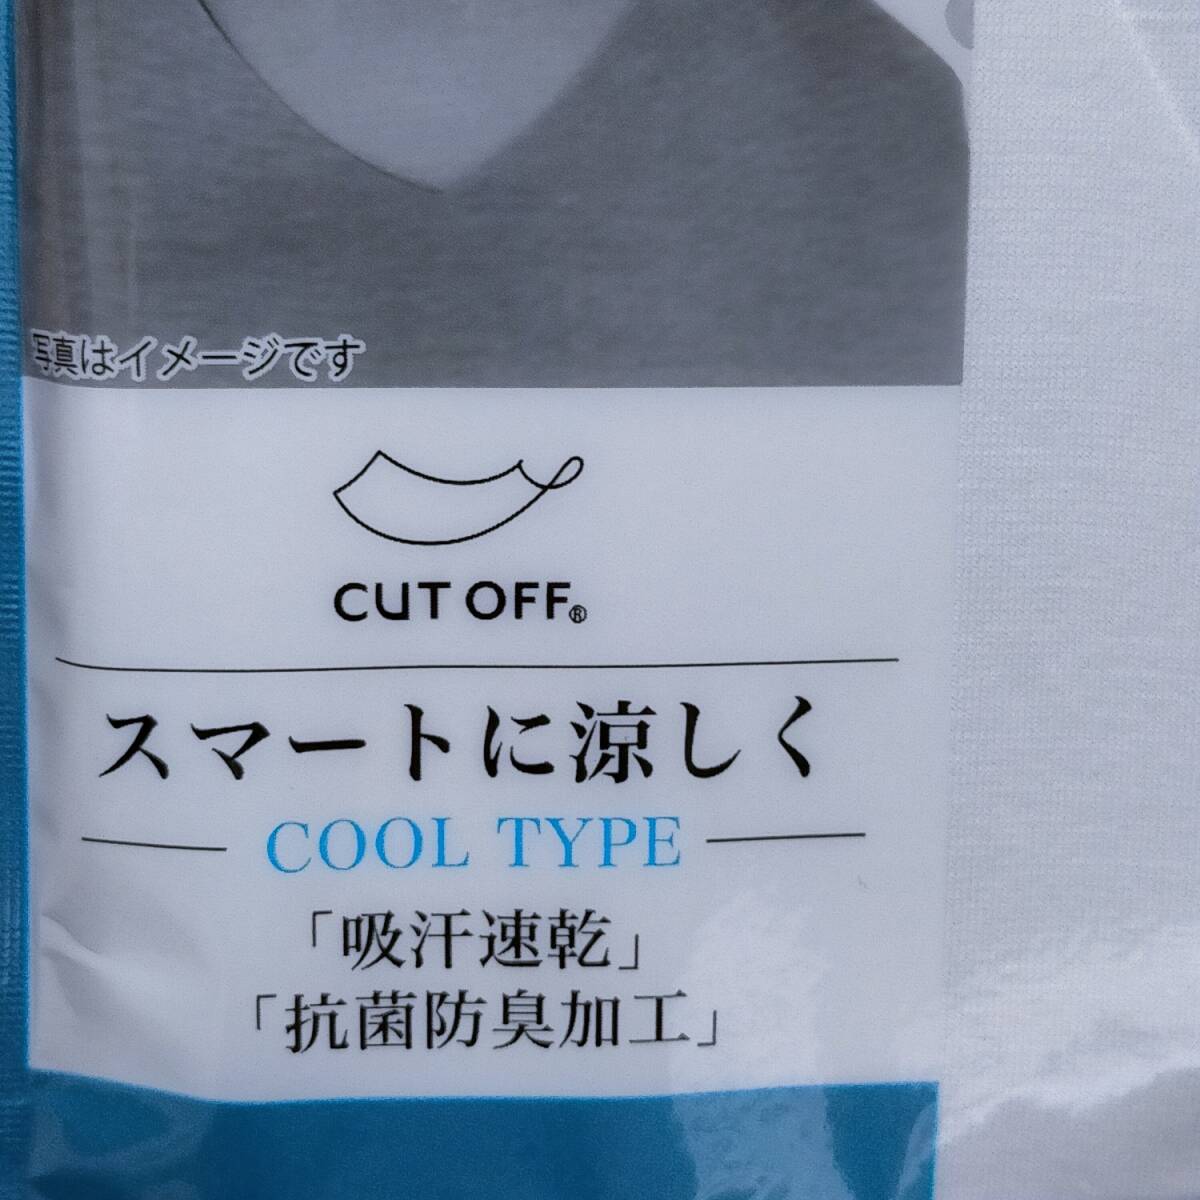 写真はイメージです
CUT OFF®
スマートに涼しく
COOL TYPE
「吸汗速乾」
「抗菌防臭加工」